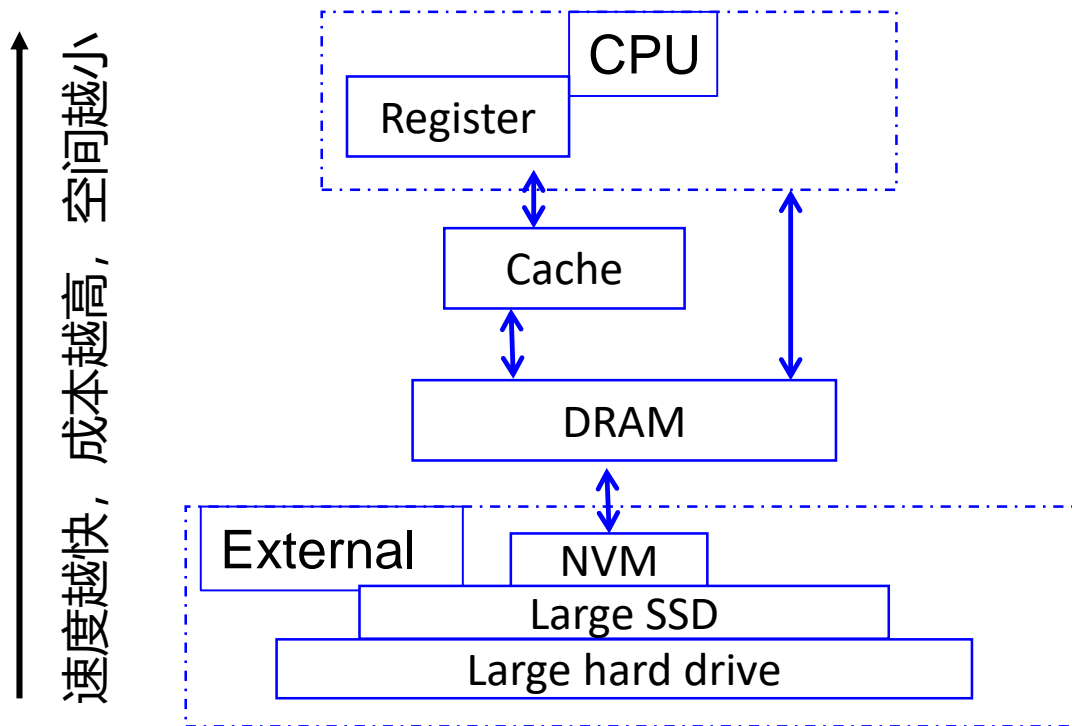 速度越快，成本越高，空间越小
CPU
Register
Cache
DRAM
External
NVM
Large SSD
Large hard drive